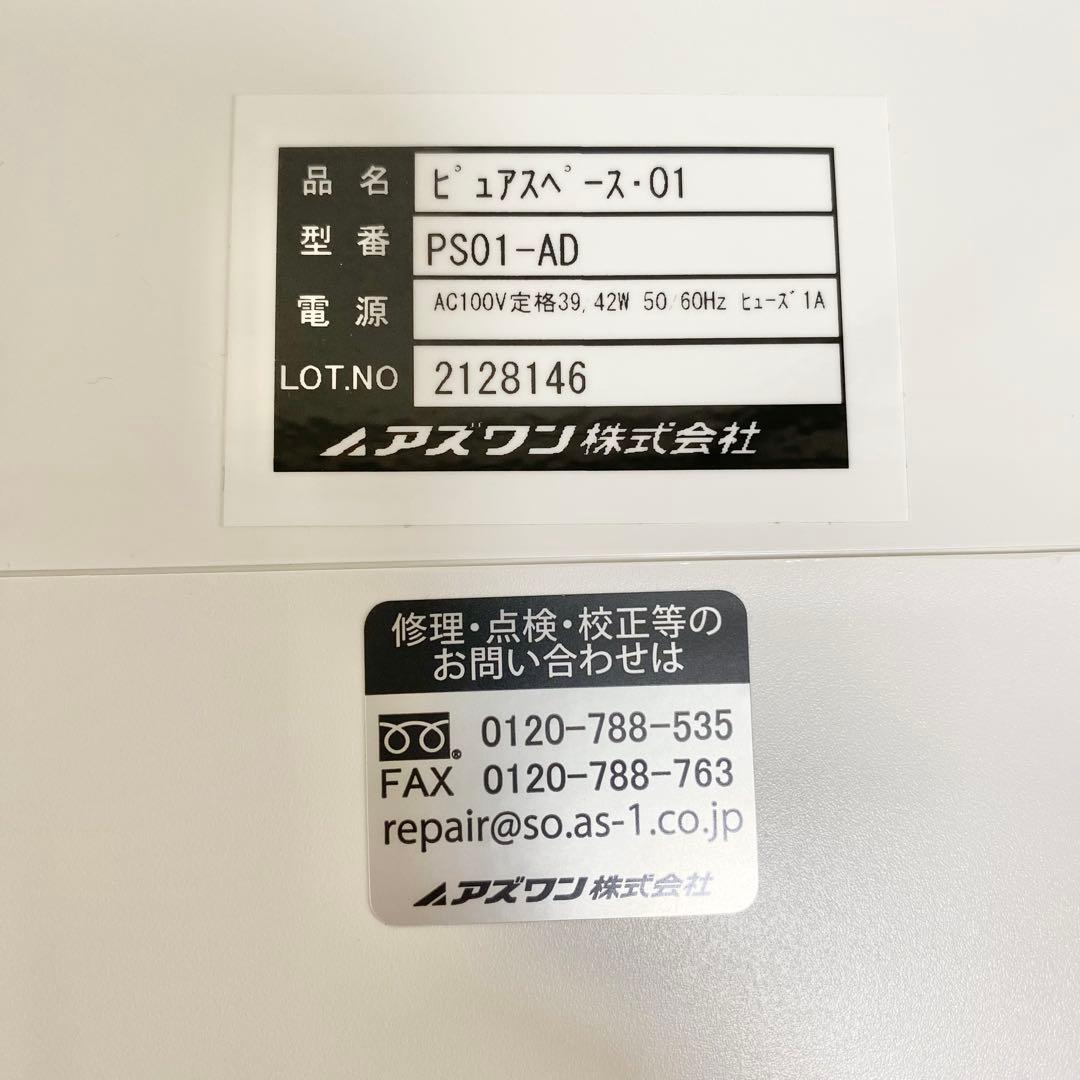 品名 ﾋﾟｭｱｽﾍﾟｰｽ･01
型番 PS01-AD
電源 AC100V定格39,42W 50/60Hz ﾋｭｰｽﾞ1A
LOT.NO 2128146
アズワン株式会社
修理・点検・校正等の
お問い合わせは
0120-788-535
FAX 0120-788-763
repair@so.as-1.co.jp
アズワン株式会社